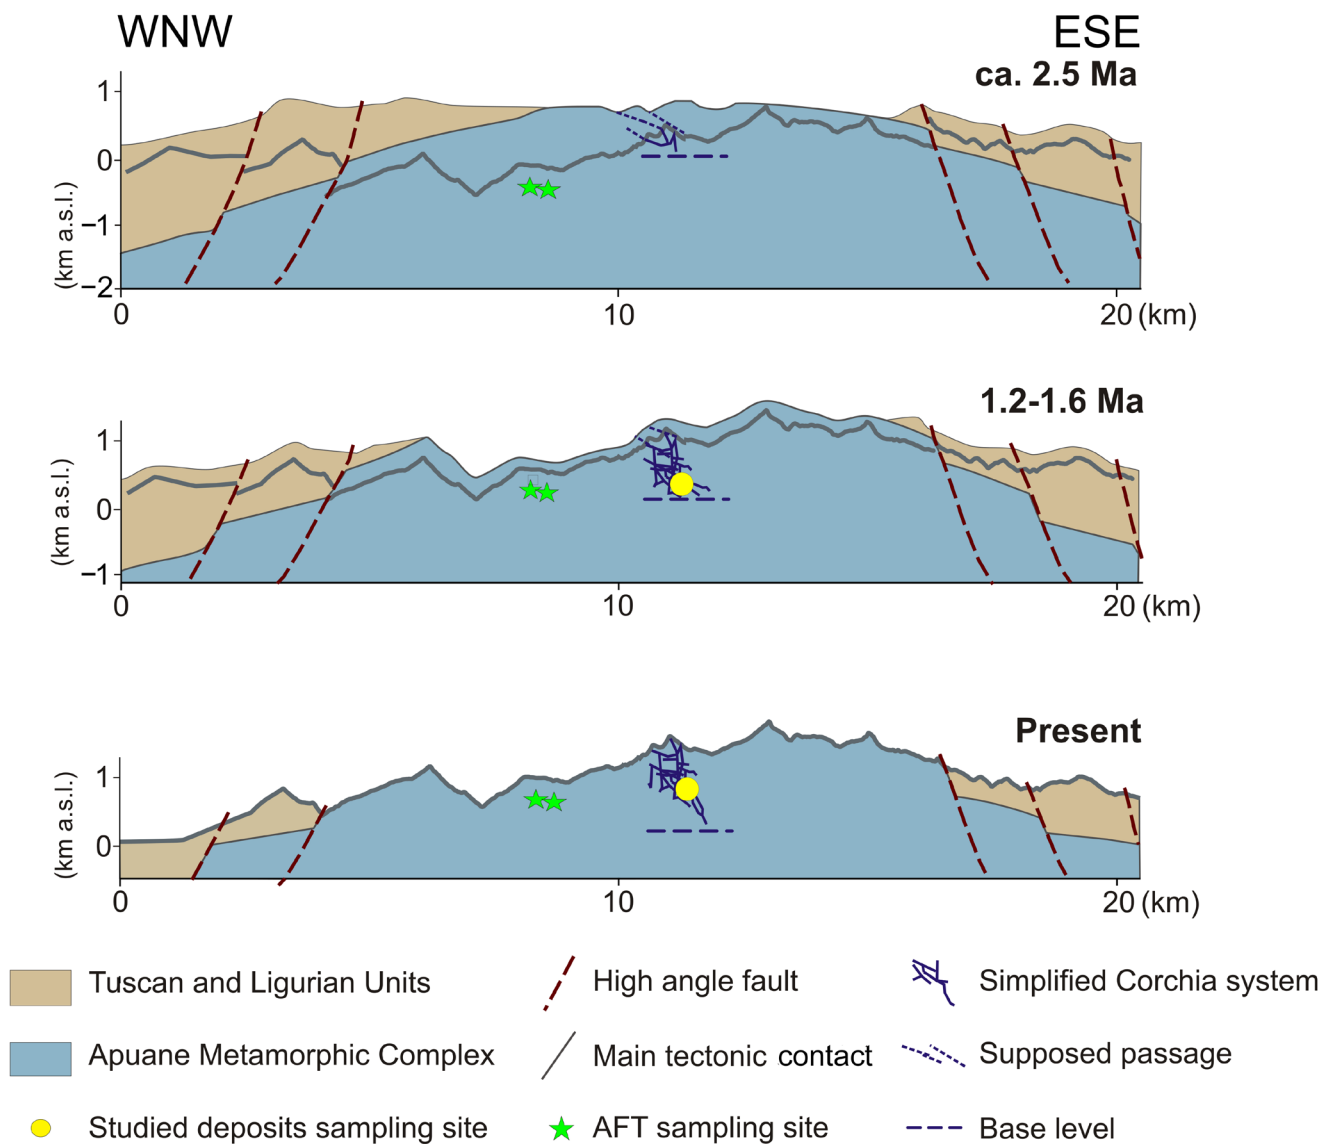 WNW ESE
ca. 2.5 Ma
1
0
−1
−2
(km a.s.l.)
0 10 20 (km)
1.2-1.6 Ma
1
0
−1
(km a.s.l.)
0 10 20 (km)
Present
1
0
(km a.s.l.)
0 10 20 (km)
Tuscan and Ligurian Units High angle fault Simplified Corchia system
Apuane Metamorphic Complex Main tectonic contact Supposed passage
Studied deposits sampling site AFT sampling site Base level